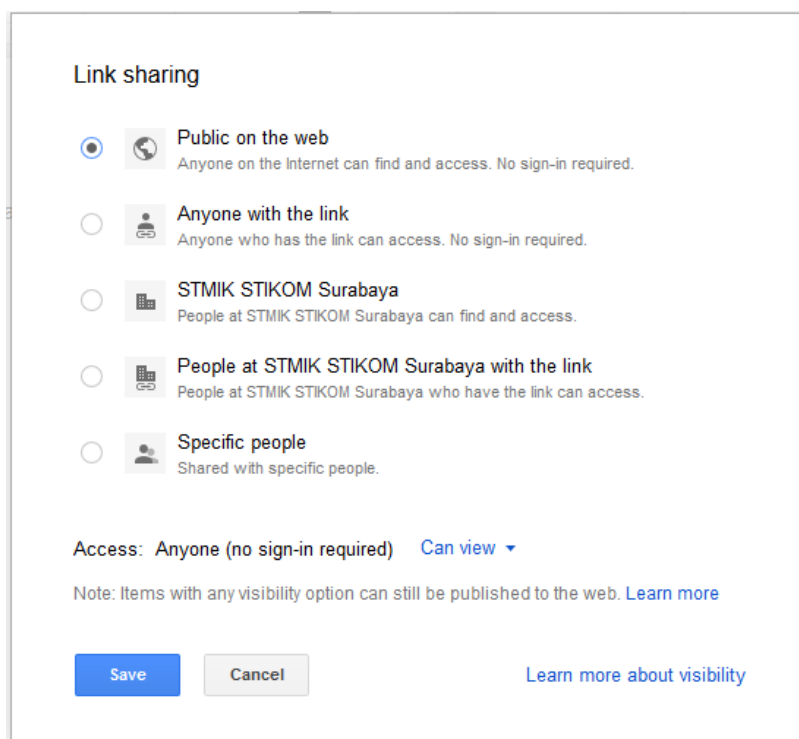 Link sharing
Public on the web
Anyone on the Internet can find and access. No sign-in required.
Anyone with the link
Anyone who has the link can access. No sign-in required.
STMIK STIKOM Surabaya
People at STMIK STIKOM Surabaya can find and access.
People at STMIK STIKOM Surabaya with the link
People at STMIK STIKOM Surabaya who have the link can access.
Specific people
Shared with specific people.
Access: Anyone (no sign-in required) Can view
Note: Items with any visibility option can still be published to the web. Learn more
Save Cancel Learn more about visibility